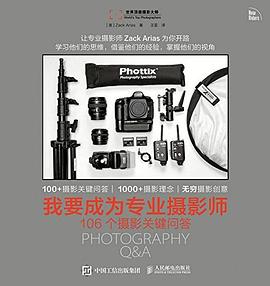 世界顶级摄影大师
World's Top Photographers
New Riders
[美] Zack Arias 著
让专业摄影师 Zack Arias 为你开路
学习他们的思维，借鉴他们的经验，掌握他们的视角
Phottix
100+摄影关键问答｜1000+摄影理念｜无穷摄影创意
我要成为专业摄影师
106 个摄影关键问答
PHOTOGRAPHY
Q&A
中国工信出版集团
人民邮电出版社